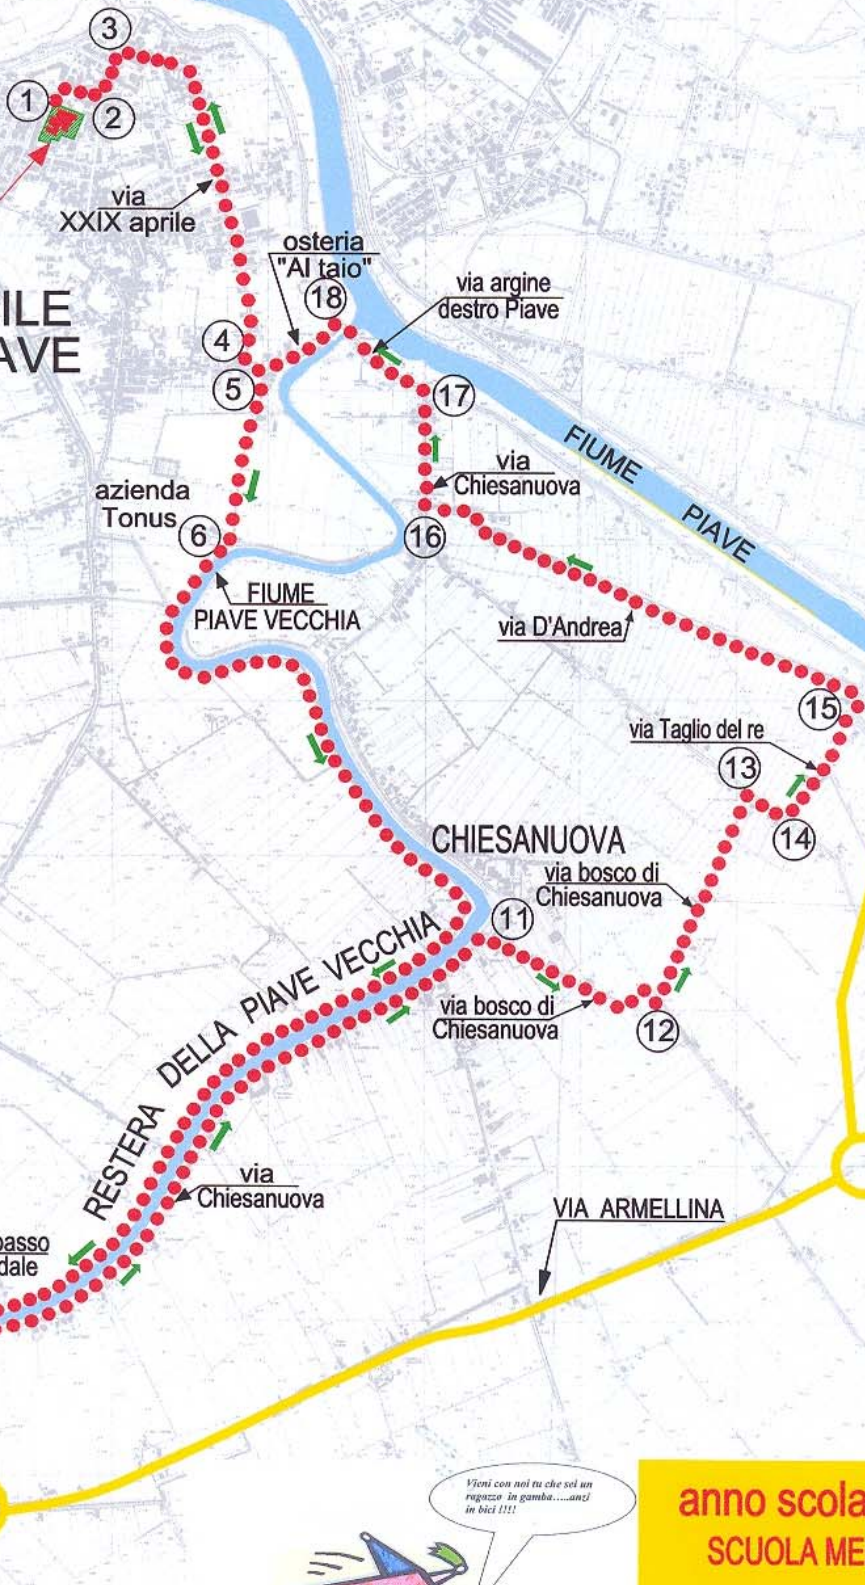 3
1
2
via
XXIX aprile
osteria
"Al taio"
18
via argine
destro Piave
ILE
AVE
4
5
17
FIUME PIAVE
via
Chiesanuova
azienda
Tonus
6
16
FIUME
PIAVE VECCHIA
via D'Andrea
15
via Taglio del re
13
14
CHIESANUOVA
via bosco di
Chiesanuova
11
RESTERA DELLA PIAVE VECCHIA
via bosco di
Chiesanuova
12
via
Chiesanuova
VIA ARMELLINA
passo
dale
Vieni con noi tu che sei un
ragazzo in gamba.....anzi
in bici !!!!
anno scola
SCUOLA ME